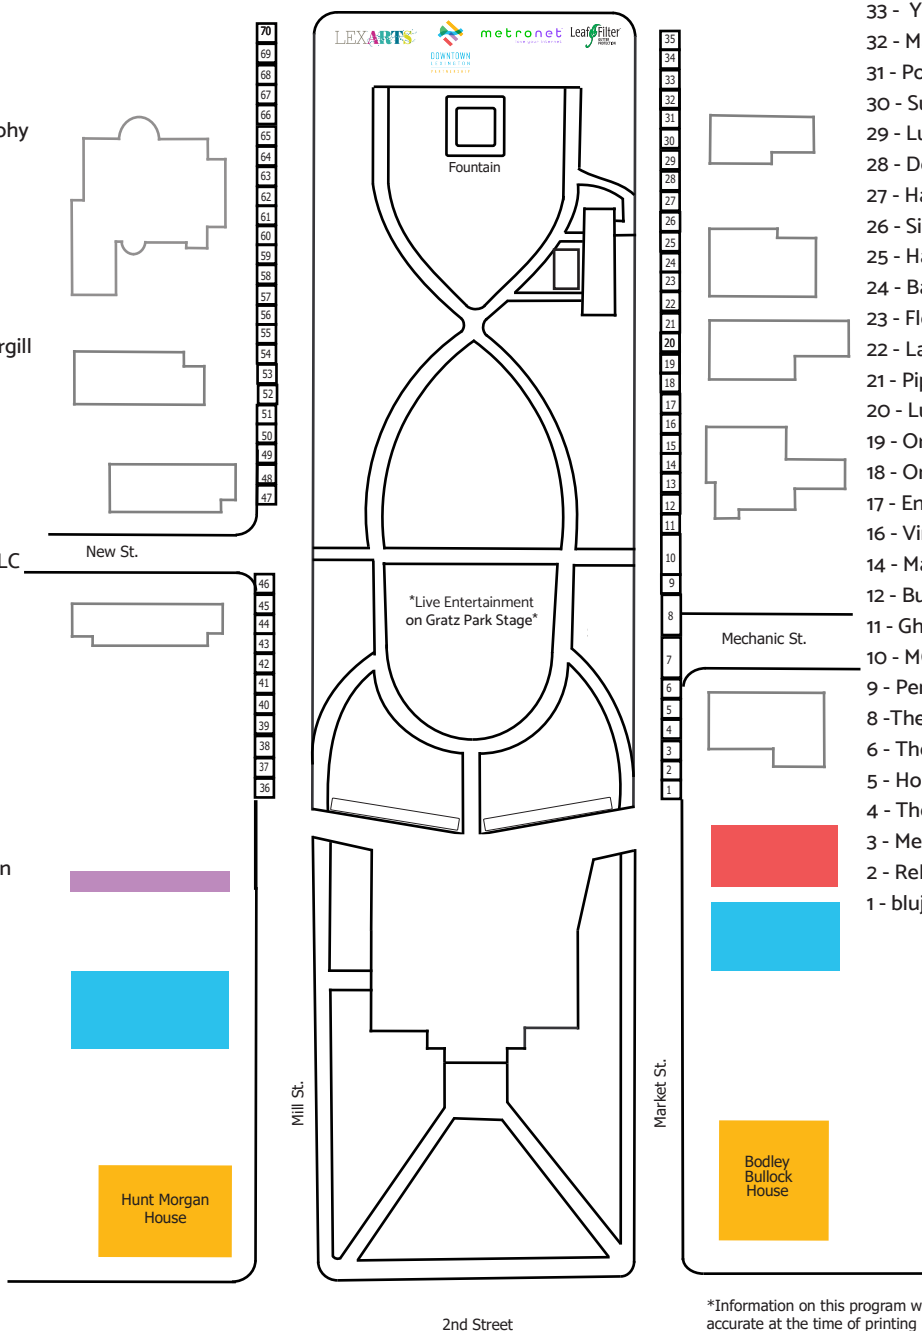 LEXARTS
DOWNTOWN
LEXINGTON
PARTNERSHIP
metronet
LeafFilter
GUTTER
PROTECTION
70
69
68
67
66
65
64
63
62
61
60
59
58
57
56
55
54
53
52
51
50
49
48
47
46
45
44
43
42
41
40
39
38
37
36
phy
rgill
LC
n
New St.
Fountain
*Live Entertainment
on Gratz Park Stage*
Mill St.
Market St.
Hunt Morgan
House
2nd Street
35
34
33
32
31
30
29
28
27
26
25
24
23
22
21
20
19
18
17
16
15
14
13
12
11
10
9
8
7
6
5
4
3
2
1
Mechanic St.
Bodley
Bullock
House
33 - Y
32 - M
31 - Po
30 - Su
29 - Lu
28 - De
27 - Ha
26 - Si
25 - Ha
24 - Ba
23 - Fl
22 - La
21 - Pip
20 - Lu
19 - Or
18 - Or
17 - En
16 - Vi
14 - Ma
12 - Bu
11 - Gh
10 - M
9 - Per
8 -The
6 - The
5 - Ho
4 - The
3 - Me
2 - Rel
1 - bluj
*Information on this program w
accurate at the time of printing